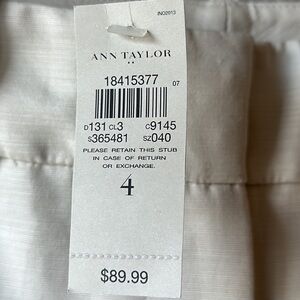 INO2013
ANN TAYLOR
18415377 07
D131 CL3 C9145
S365481 SZ040
PLEASE RETAIN THIS STUB
IN CASE OF RETURN
OR EXCHANGE.
4
$89.99